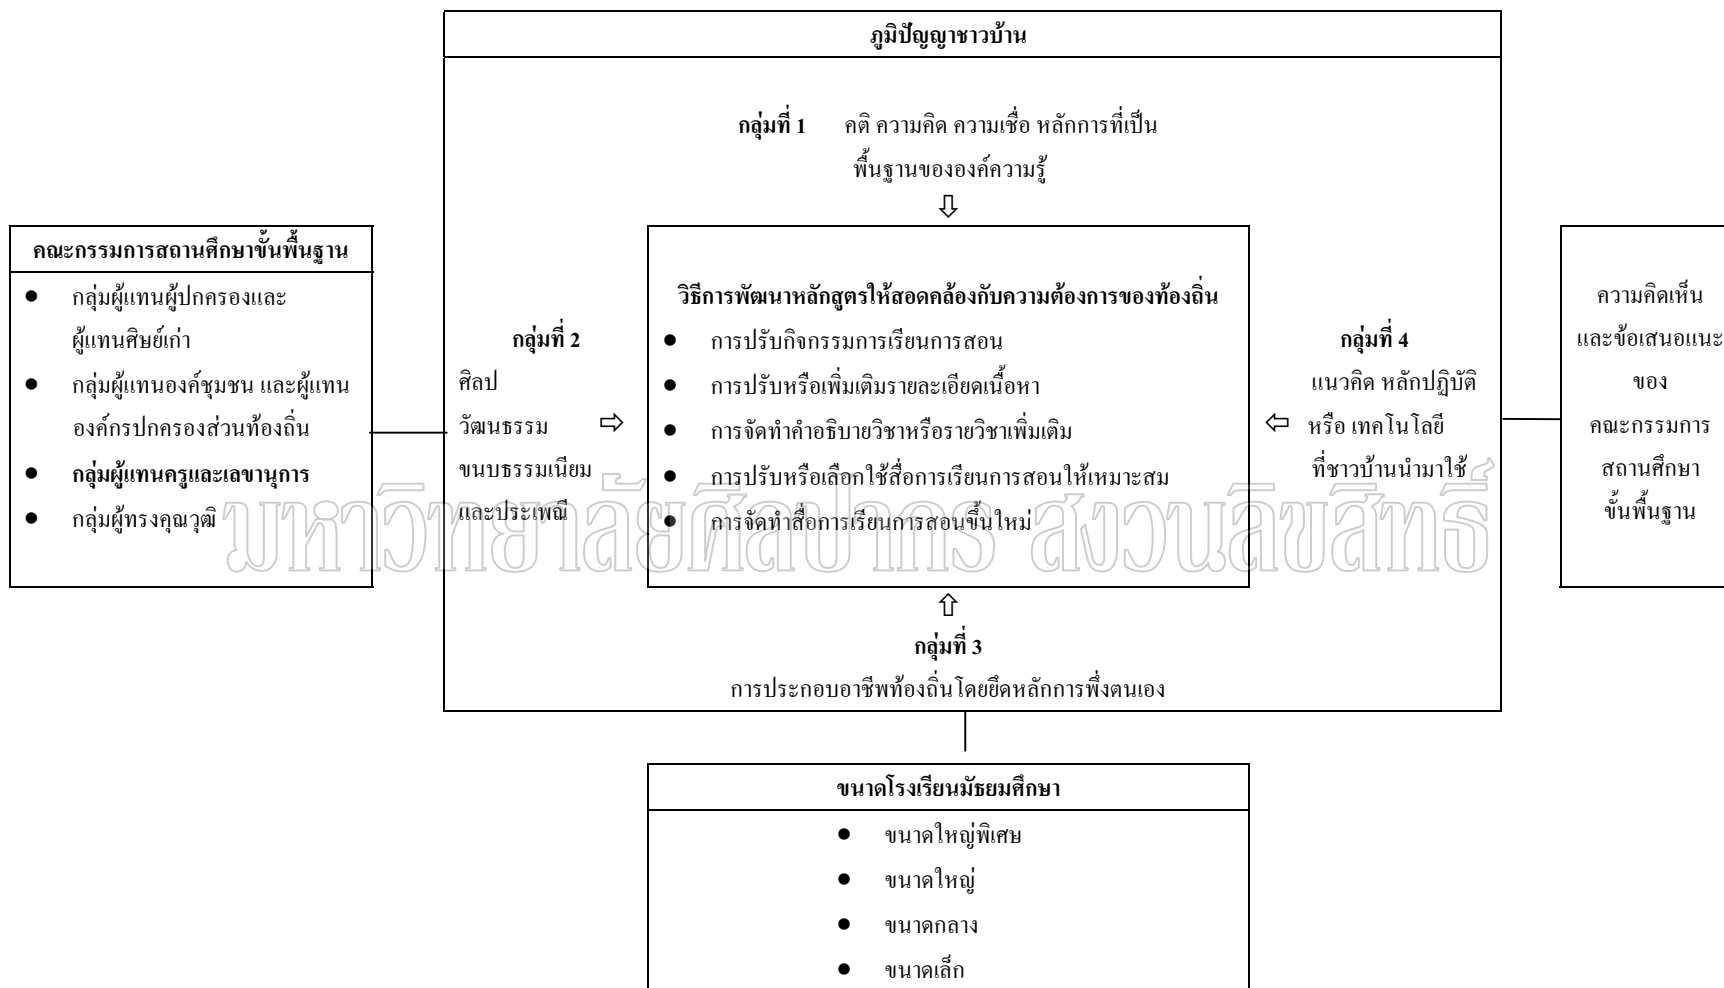 ภูมิปัญญาชาวบ้าน
กลุ่มที่ 1 คติ ความคิด ความเชื่อ หลักการที่เป็น
พื้นฐานขององค์ความรู้
คณะกรรมการสถานศึกษาขั้นพื้นฐาน
● กลุ่มผู้แทนผู้ปกครองและ
ผู้แทนศิษย์เก่า
● กลุ่มผู้แทนองค์ชุมชน และผู้แทน
องค์กรปกครองส่วนท้องถิ่น
● กลุ่มผู้แทนครูและเลขานุการ
● กลุ่มผู้ทรงคุณวุฒิ
กลุ่มที่ 2
ศิลป
วัฒนธรรม
ขนบธรรมเนียม
และประเพณี
วิธีการพัฒนาหลักสูตรให้สอดคล้องกับความต้องการของท้องถิ่น
● การปรับกิจกรรมการเรียนการสอน
● การปรับหรือเพิ่มเติมรายละเอียดเนื้อหา
● การจัดทำคำอธิบายวิชาหรือรายวิชาเพิ่มเติม
● การปรับหรือเลือกใช้สื่อการเรียนการสอนให้เหมาะสม
● การจัดทำสื่อการเรียนการสอนขึ้นใหม่
กลุ่มที่ 4
แนวคิด หลักปฏิบัติ
หรือ เทคโนโลยี
ที่ชาวบ้านนำมาใช้
ความคิดเห็น
และข้อเสนอแนะ
ของ
คณะกรรมการ
สถานศึกษา
ขั้นพื้นฐาน
มหาวิทยาลัยศิลปากร สงวนลิขสิทธิ์
กลุ่มที่ 3
การประกอบอาชีพท้องถิ่นโดยยึดหลักการพึ่งตนเอง
ขนาดโรงเรียนมัธยมศึกษา
● ขนาดใหญ่พิเศษ
● ขนาดใหญ่
● ขนาดกลาง
● ขนาดเล็ก